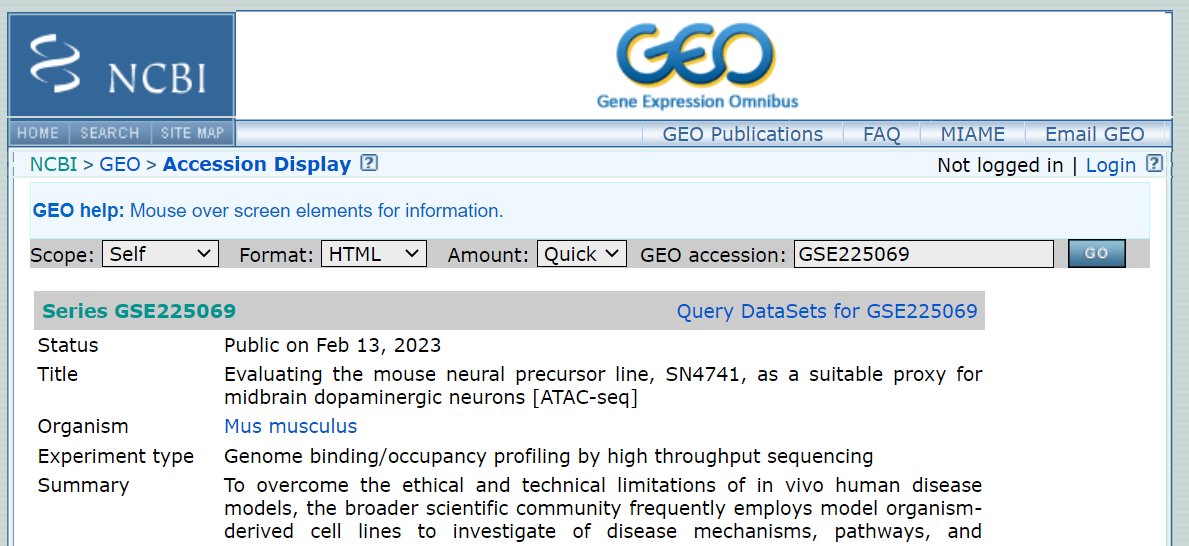 NCBI
GEO
Gene Expression Omnibus
HOME SEARCH SITE MAP
GEO Publications FAQ MIAME Email GEO
NCBI > GEO > Accession Display ?
Not logged in | Login ?
GEO help: Mouse over screen elements for information.
Scope: Self Format: HTML Amount: Quick GEO accession: GSE225069 GO
Series GSE225069 Query DataSets for GSE225069
Status Public on Feb 13, 2023
Title Evaluating the mouse neural precursor line, SN4741, as a suitable proxy for
midbrain dopaminergic neurons [ATAC-seq]
Organism Mus musculus
Experiment type Genome binding/occupancy profiling by high throughput sequencing
Summary To overcome the ethical and technical limitations of in vivo human disease
models, the broader scientific community frequently employs model organism-
derived cell lines to investigate of disease mechanisms, pathways, and